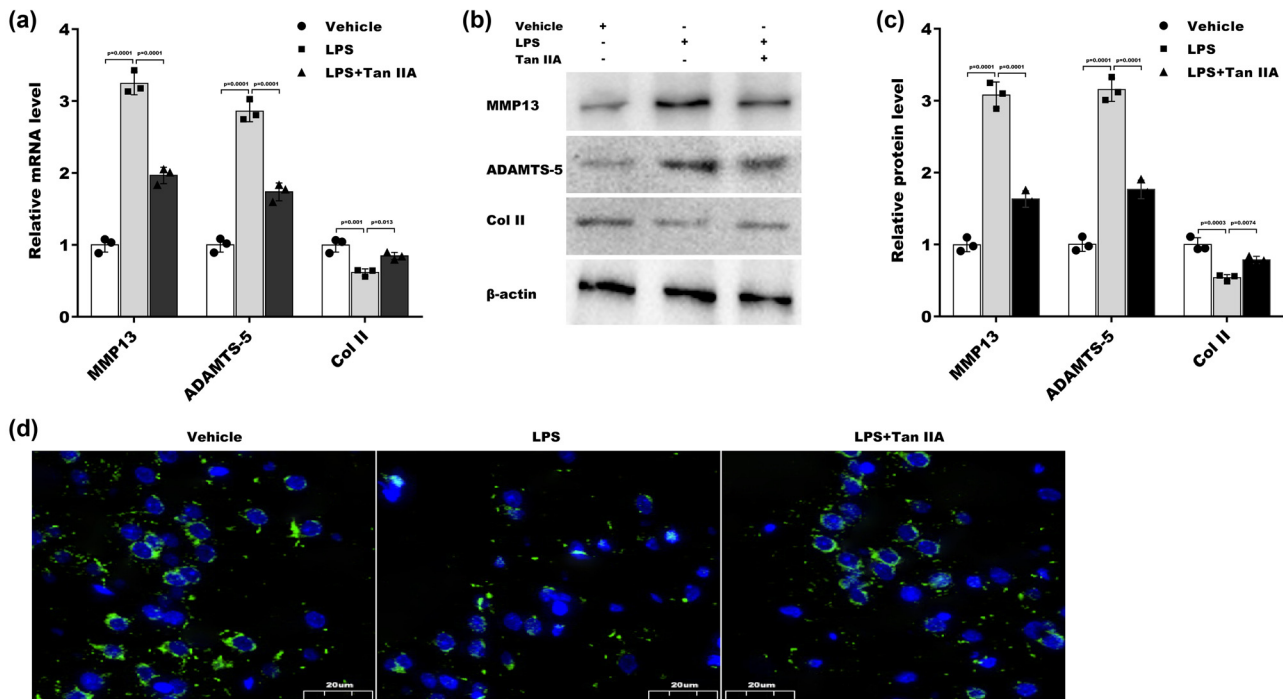 (a)
Vehicle
LPS
LPS+Tan IIA
p=0.0001 p=0.0001
p=0.0001 p=0.0001
p=0.001 p=0.013
Relative mRNA level
4
3
2
1
0
MMP13
ADAMTS-5
Col II
(b)
Vehicle + - -
LPS - + +
Tan IIA - - +
MMP13
ADAMTS-5
Col II
β-actin
(c)
Vehicle
LPS
LPS+Tan IIA
p=0.0001 p=0.0001
p=0.0001 p=0.0001
p=0.0003 p=0.0074
Relative protein level
4
3
2
1
0
MMP13
ADAMTS-5
Col II
(d)
Vehicle
LPS
LPS+Tan IIA
20um
20um
20um